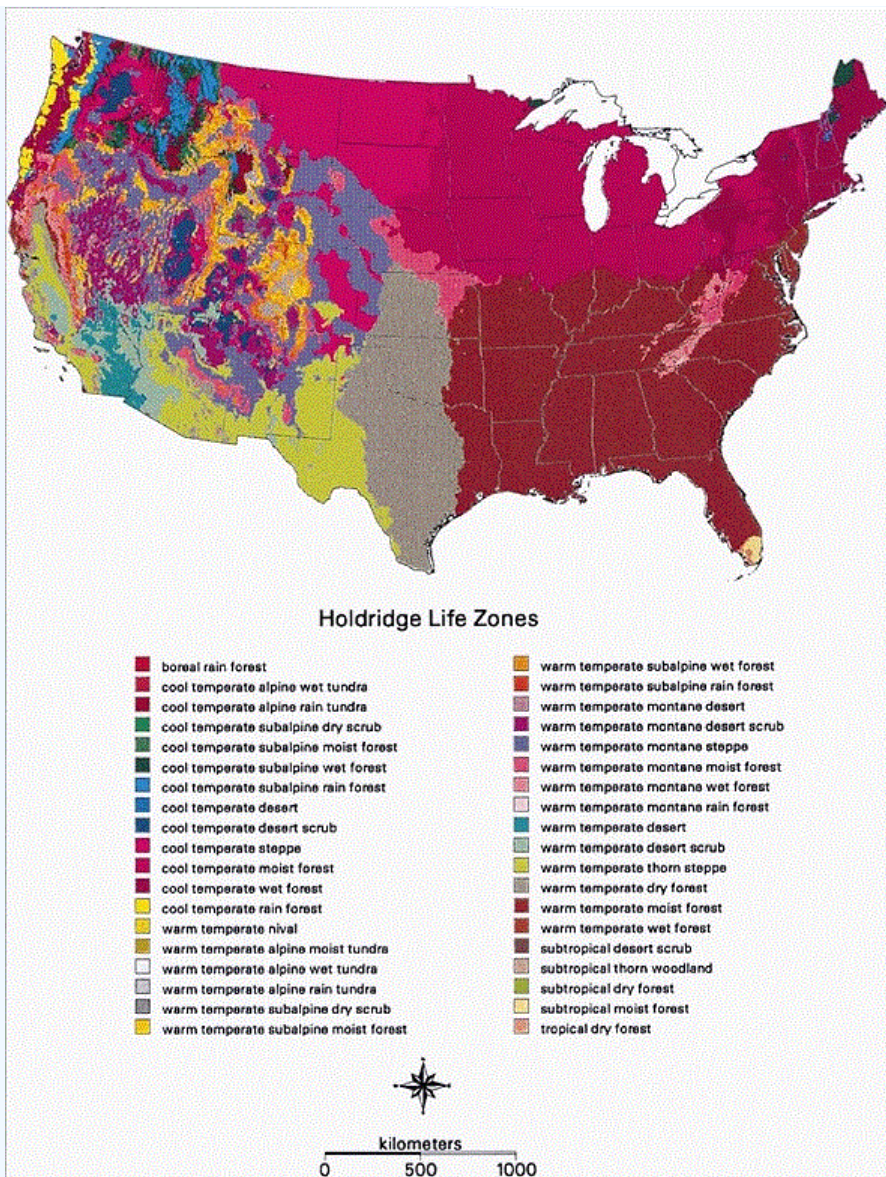 Holdridge Life Zones
boreal rain forest
cool temperate alpine wet tundra
cool temperate alpine rain tundra
cool temperate subalpine dry scrub
cool temperate subalpine moist forest
cool temperate subalpine wet forest
cool temperate subalpine rain forest
cool temperate desert
cool temperate desert scrub
cool temperate steppe
cool temperate moist forest
cool temperate wet forest
cool temperate rain forest
warm temperate nival
warm temperate alpine moist tundra
warm temperate alpine wet tundra
warm temperate alpine rain tundra
warm temperate subalpine dry scrub
warm temperate subalpine moist forest
warm temperate subalpine wet forest
warm temperate subalpine rain forest
warm temperate montane desert
warm temperate montane desert scrub
warm temperate montane steppe
warm temperate montane moist forest
warm temperate montane wet forest
warm temperate montane rain forest
warm temperate desert
warm temperate desert scrub
warm temperate thorn steppe
warm temperate dry forest
warm temperate moist forest
warm temperate wet forest
subtropical desert scrub
subtropical thorn woodland
subtropical dry forest
subtropical moist forest
tropical dry forest
kilometers
0 500 1000